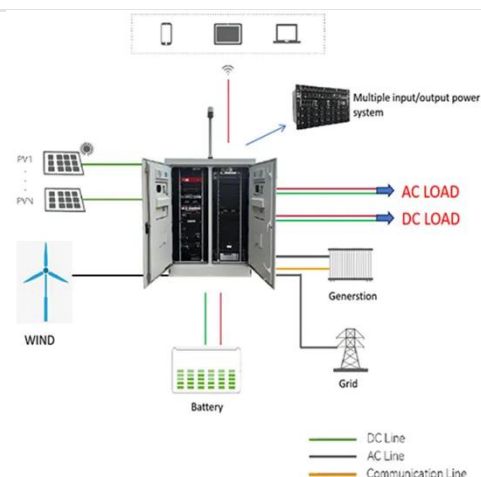 Multiple input/output power
system
PV1
PVN
AC LOAD
DC LOAD
Generstion
WIND
Grid
Battery
DC Line
AC Line
Communication Line